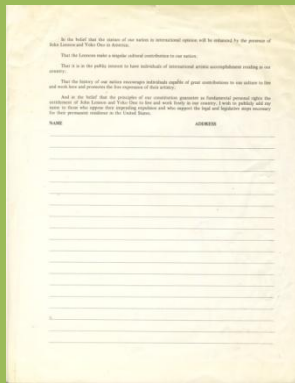 In the belief that the stature of our nation in international opinion will be enhanced by the presence of
John Lennon and Yoko Ono in America.
That the Lennons make a singular cultural contribution to our nation.
That it is in the public interest to have individuals of international artistic accomplishment residing in our
country.
That the history of our nation encourages individuals capable of great contributions to our culture to live
and work here and promotes the free expression of their artistry.
And in the belief that the principles of our constitution guarantee as fundamental personal rights the
entitlement of John Lennon and Yoko Ono to live and work freely in our country, I wish to publicly add my
name to those who oppose their impending expulsion and who support the legal and legislative steps necessary
for their permanent residence in the United States.
NAME ADDRESS